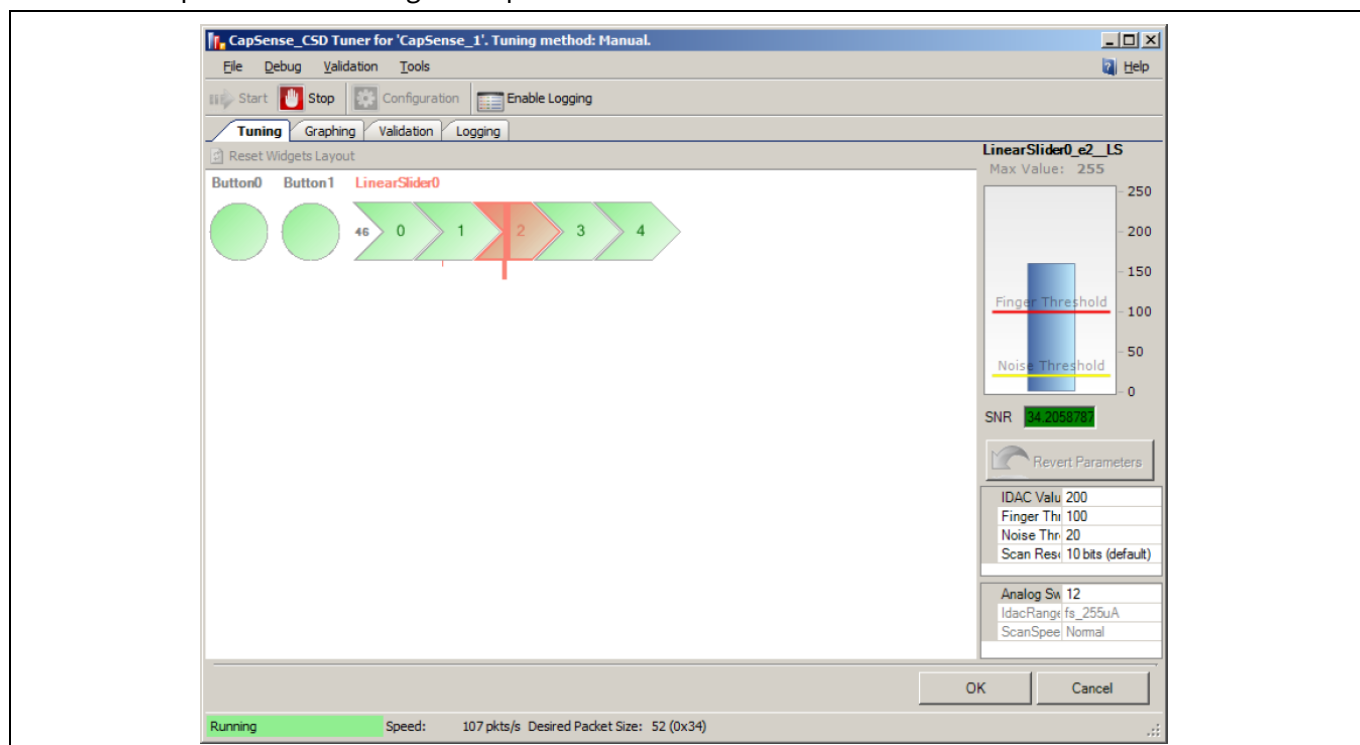 CapSense_CSD Tuner for 'CapSense_1'. Tuning method: Manual.
File Debug Validation Tools Help
Start Stop Configuration Enable Logging
Tuning Graphing Validation Logging
Reset Widgets Layout
Button0 Button1 LinearSlider0
46 0 1 2 3 4
LinearSlider0_e2__LS
Max Value: 255
250
200
150
Finger Threshold
100
50
Noise Threshold
0
SNR 34.2058787
Revert Parameters
IDAC Valu 200
Finger Thr 100
Noise Thr 20
Scan Reso 10 bits (default)
Analog Sw 12
IdacRange fs_255uA
ScanSpee Normal
OK Cancel
Running Speed: 107 pkts/s Desired Packet Size: 52 (0x34)